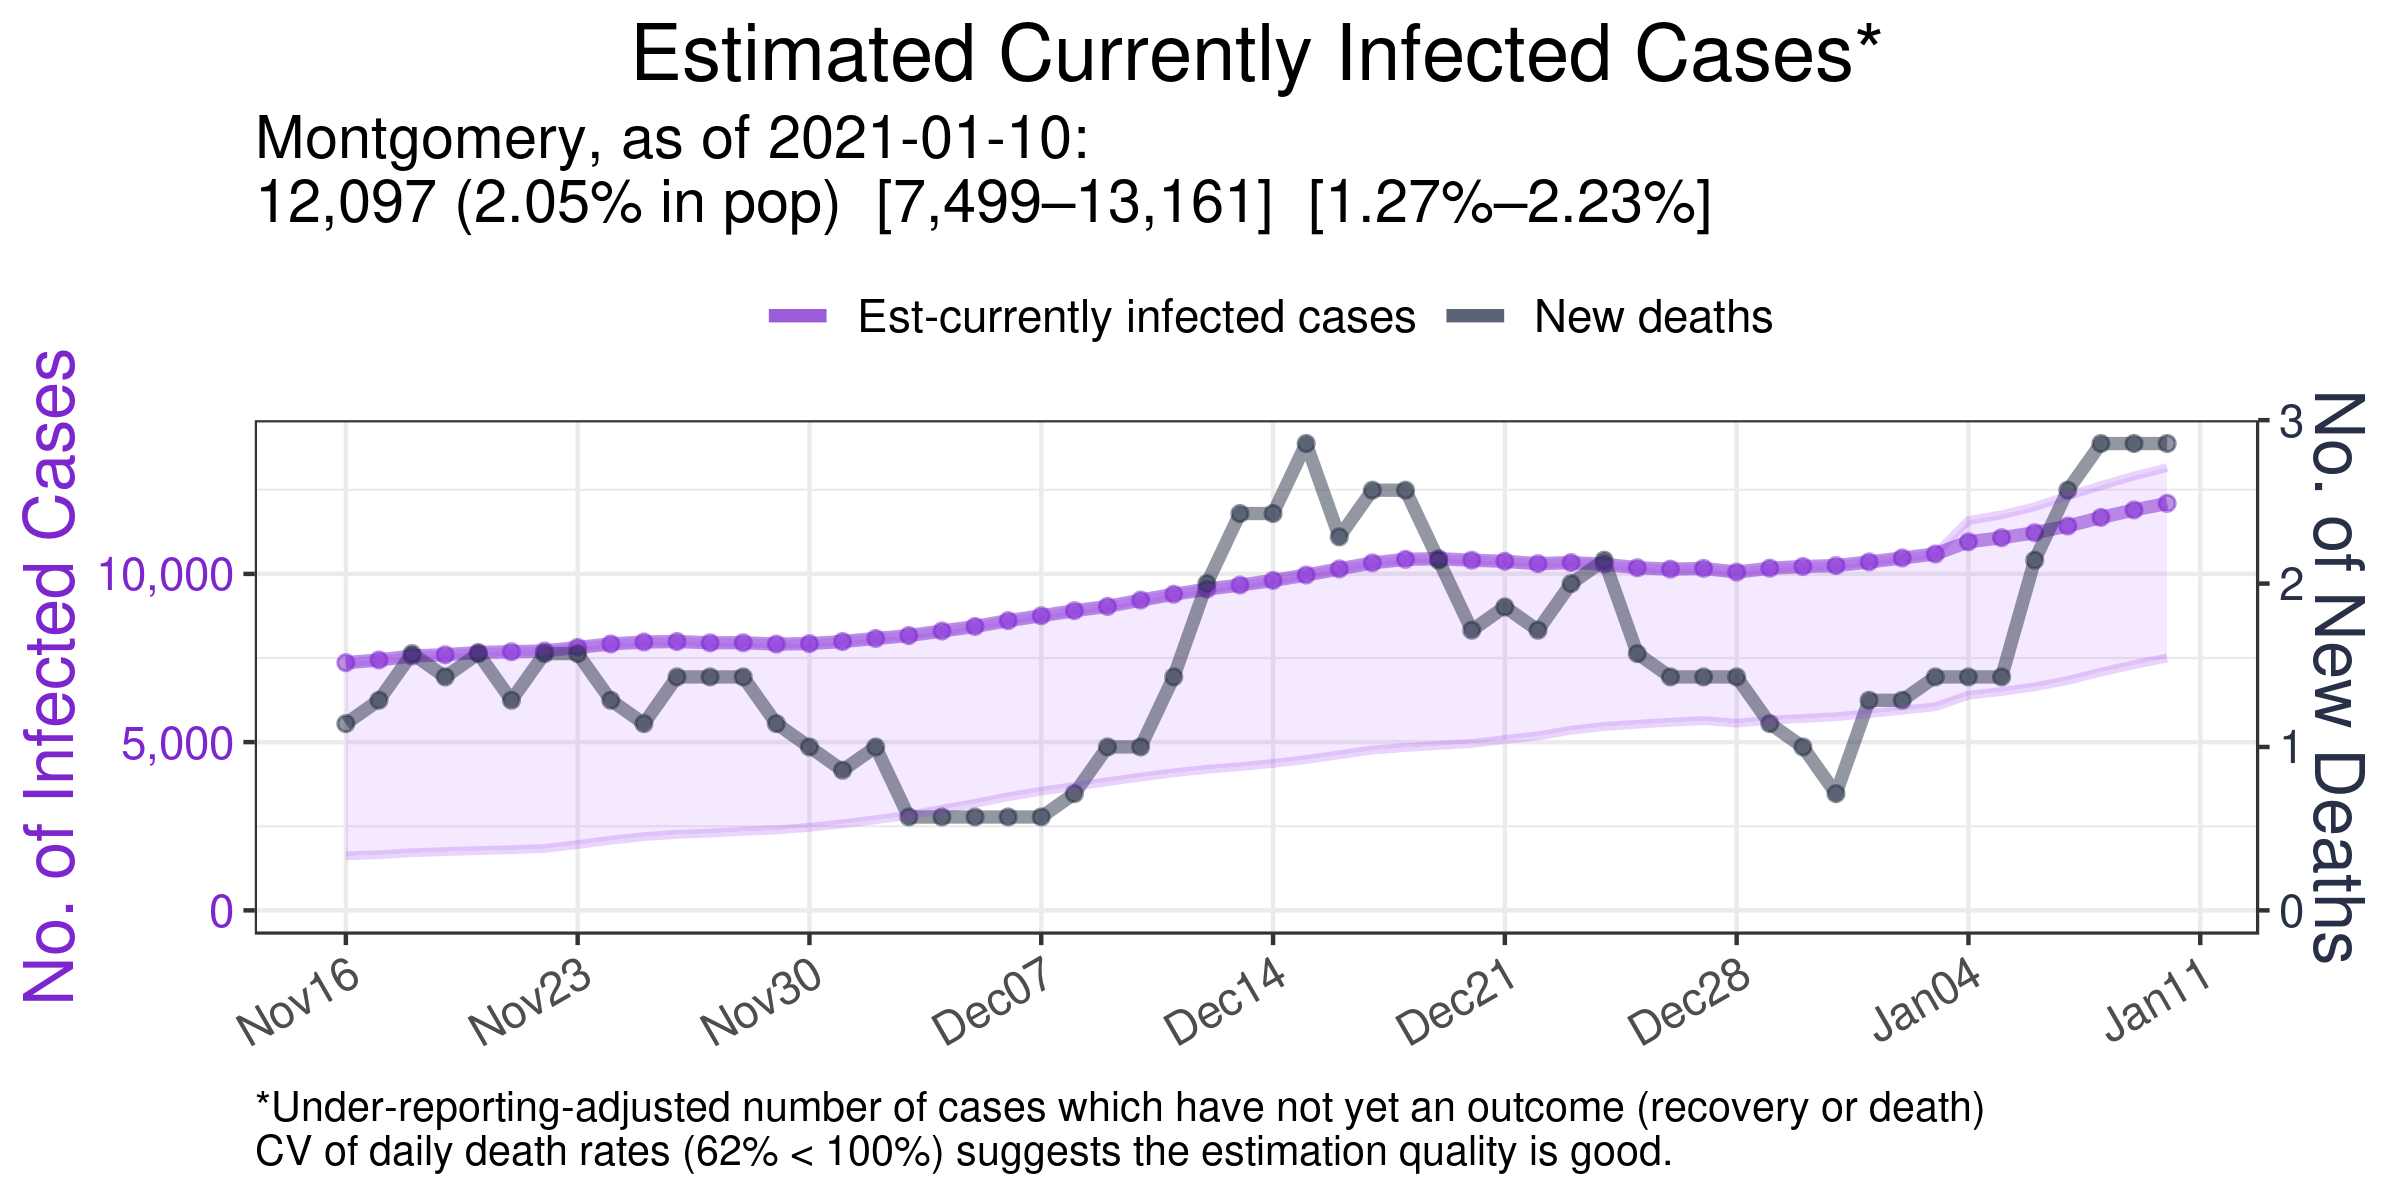 Estimated Currently Infected Cases*
Montgomery, as of 2021-01-10:
12,097 (2.05% in pop)  [7,499–13,161]  [1.27%–2.23%]
Est-currently infected cases
New deaths
No. of Infected Cases
10,000
5,000
0
3
2
1
0
No. of New Deaths
Nov16
Nov23
Nov30
Dec07
Dec14
Dec21
Dec28
Jan04
Jan11
*Under-reporting-adjusted number of cases which have not yet an outcome (recovery or death)
CV of daily death rates (62% < 100%) suggests the estimation quality is good.